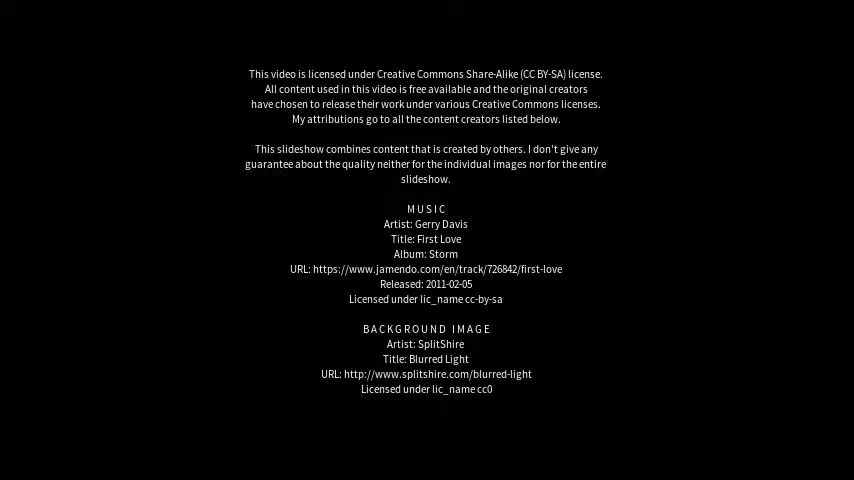 This video is licensed under Creative Commons Share-Alike (CC BY-SA) license.
All content used in this video is free available and the original creators
have chosen to release their work under various Creative Commons licenses.
My attributions go to all the content creators listed below.
This slideshow combines content that is created by others. I don't give any
guarantee about the quality neither for the individual images nor for the entire
slideshow.
MUSIC
Artist: Gerry Davis
Title: First Love
Album: Storm
URL: https://www.jamendo.com/en/track/726842/first-love
Released: 2011-02-05
Licensed under lic_name cc-by-sa
BACKGROUND IMAGE
Artist: SplitShire
Title: Blurred Light
URL: http://www.splitshire.com/blurred-light
Licensed under lic_name cc0